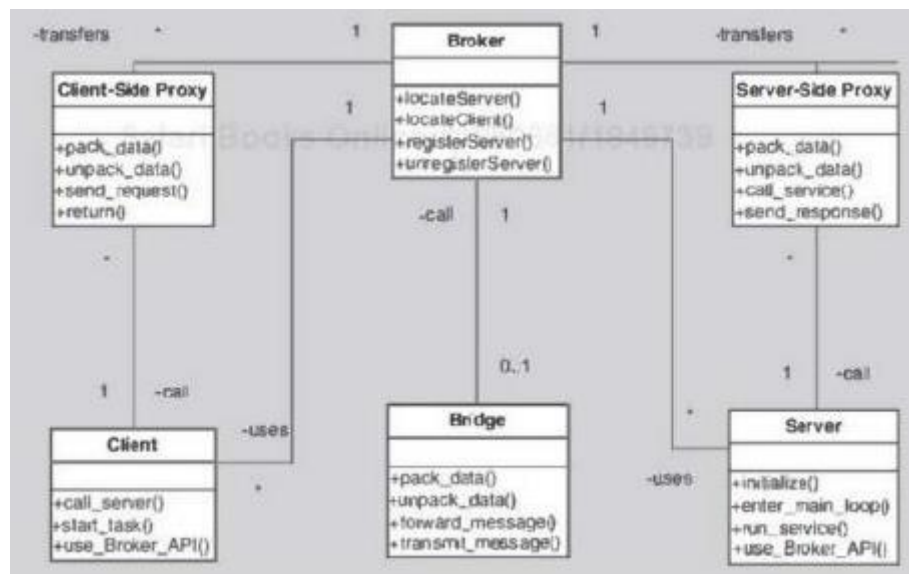 -transfers * 1
Broker
1 -transfers *
Client-Side Proxy
+pack_data()
+unpack_data()
+send_request()
+return()
1
+locateServer()
+locateClient()
+registerServer()
+unregisterServer()
1
Server-Side Proxy
+pack_data()
+unpack_data()
+call_service()
+send_response()
-call 1
*
*
0..1
1 -call
1 -call
-uses
*
Client
+call_server()
+start_task()
+use_Broker_API()
Bridge
+pack_data()
+unpack_data()
+forward_message()
+transmit_message()
*
-uses
Server
+initialize()
+enter_main_loop()
+run_service()
+use_Broker_API()